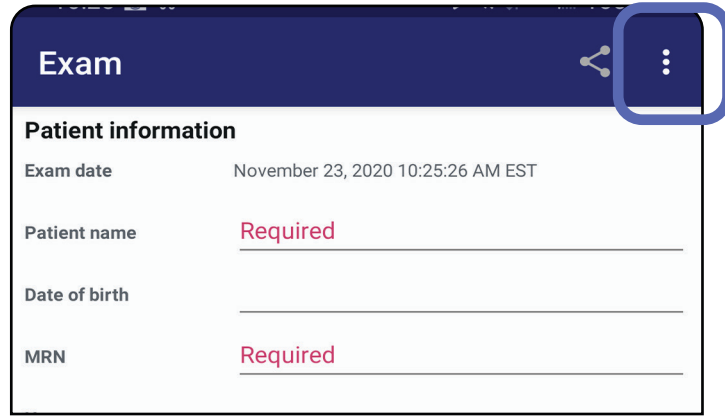 Exam
Patient information
Exam date November 23, 2020 10:25:26 AM EST
Patient name Required
Date of birth
MRN Required